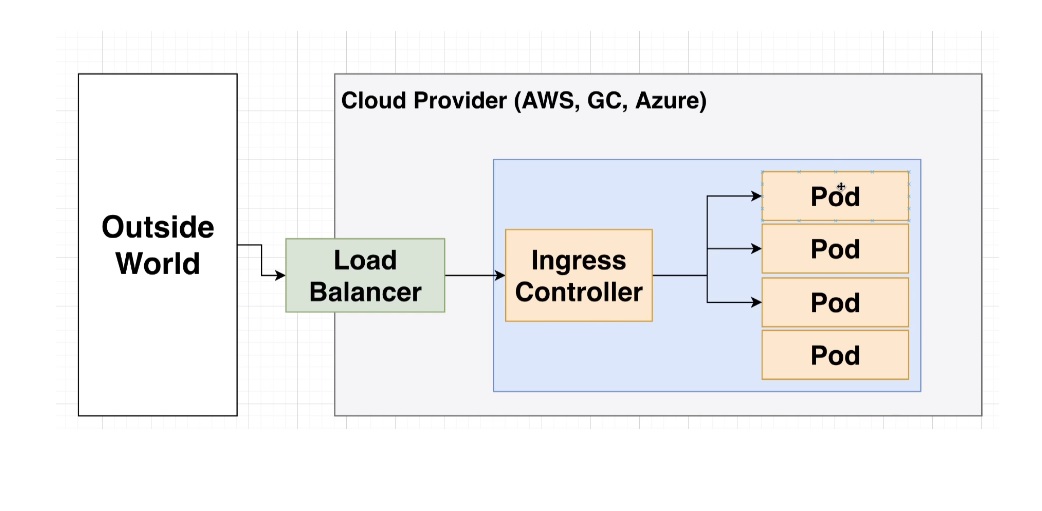 Cloud Provider (AWS, GC, Azure)
Outside
World
Load
Balancer
Ingress
Controller
Pod
Pod
Pod
Pod